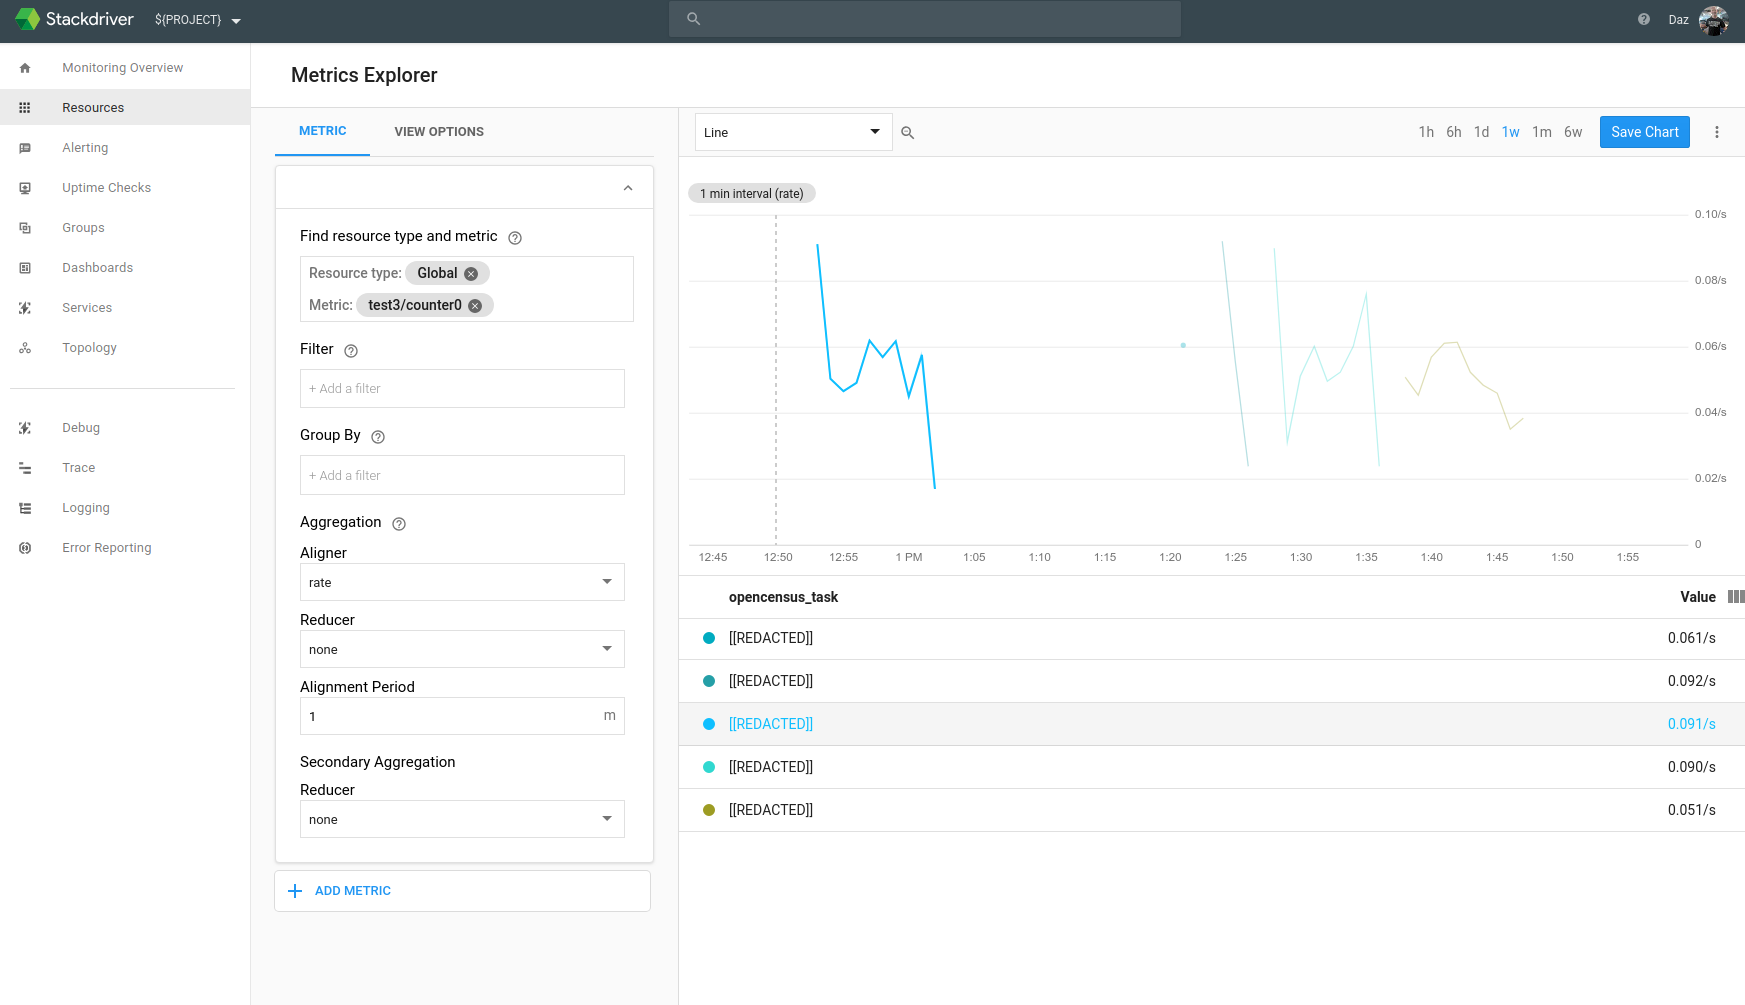 Stackdriver ${PROJECT} Daz
Monitoring Overview
Resources
Alerting
Uptime Checks
Groups
Dashboards
Services
Topology
Debug
Trace
Logging
Error Reporting
Metrics Explorer
METRIC VIEW OPTIONS
Find resource type and metric
Resource type: Global
Metric: test3/counter0
Filter
+ Add a filter
Group By
+ Add a filter
Aggregation
Aligner
rate
Reducer
none
Alignment Period
1 m
Secondary Aggregation
Reducer
none
ADD METRIC
Line 1h 6h 1d 1w 1m 6w Save Chart
1 min interval (rate)
0.10/s
0.08/s
0.06/s
0.04/s
0.02/s
0
12:45 12:50 12:55 1 PM 1:05 1:10 1:15 1:20 1:25 1:30 1:35 1:40 1:45 1:50 1:55
opencensus_task Value
[[REDACTED]] 0.061/s
[[REDACTED]] 0.092/s
[[REDACTED]] 0.091/s
[[REDACTED]] 0.090/s
[[REDACTED]] 0.051/s